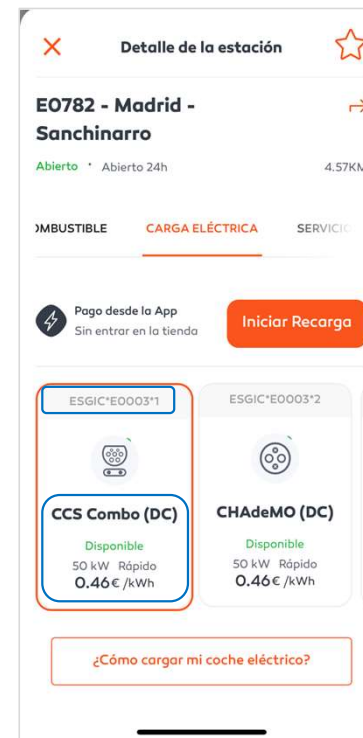 Detalle de la estación
E0782 - Madrid -
Sanchinarro
Abierto · Abierto 24h
4.57KM
OMBUSTIBLE CARGA ELÉCTRICA SERVICIO
Pago desde la App
Sin entrar en la tienda
Iniciar Recarga
ESGIC*E0003*1
CCS Combo (DC)
Disponible
50 kW Rápido
0.46€ /kWh
ESGIC*E0003*2
CHAdeMO (DC)
Disponible
50 kW Rápido
0.46€ /kWh
¿Cómo cargar mi coche eléctrico?